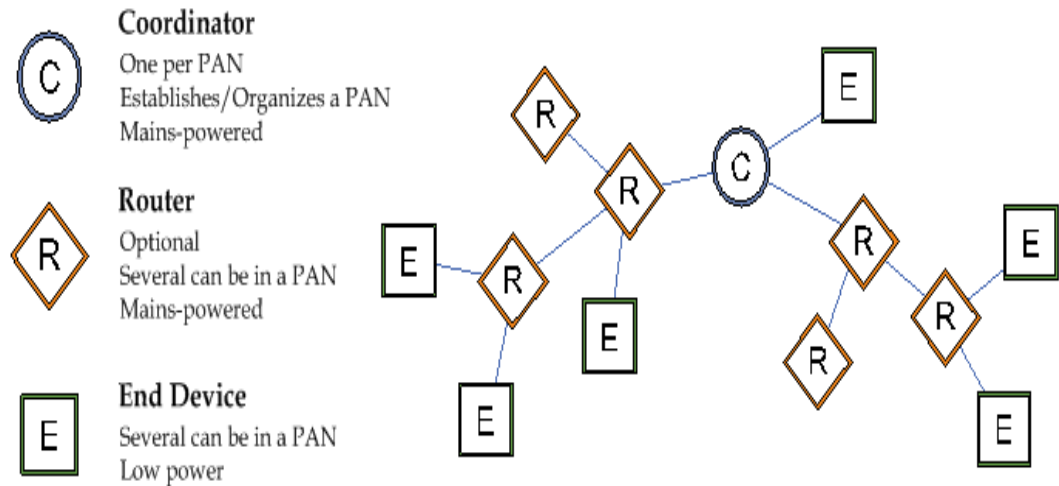 Coordinator
C
One per PAN
Establishes/Organizes a PAN
Mains-powered
Router
R
Optional
Several can be in a PAN
Mains-powered
End Device
E
Several can be in a PAN
Low power
E
R
C
R
E
R
E
R
R
E
R
E
E
E